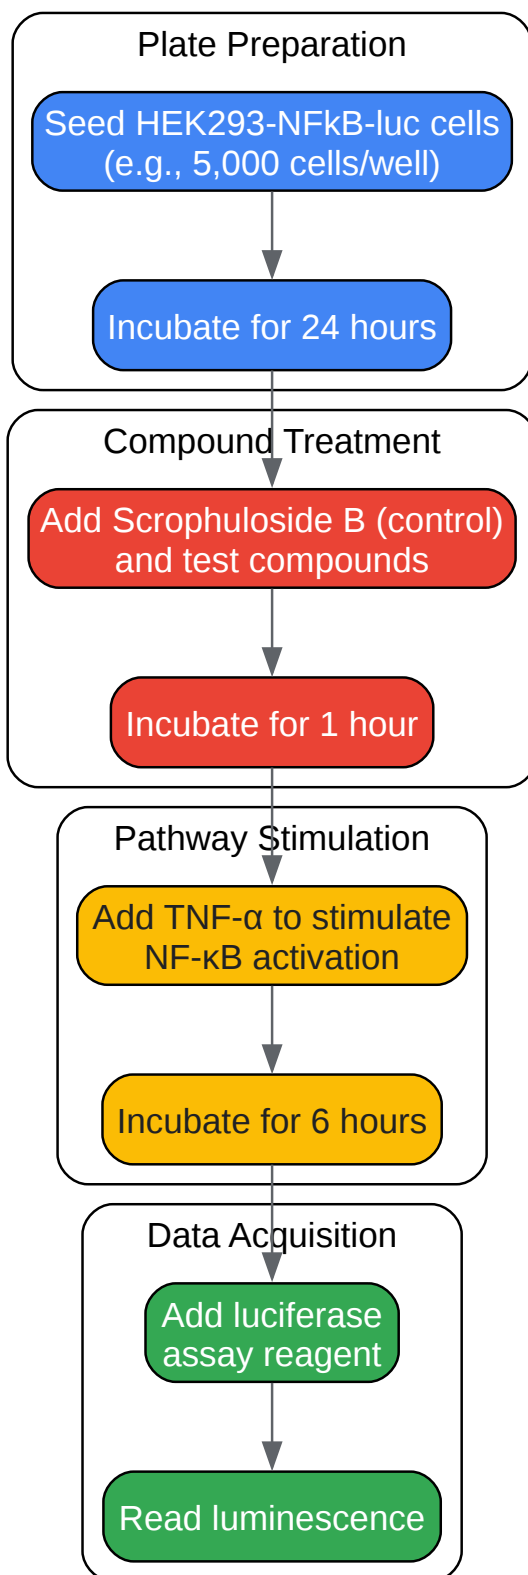 Plate Preparation
Seed HEK293-NFkB-luc cells
(e.g., 5,000 cells/well)
Incubate for 24 hours
Compound Treatment
Add Scrophuloside B (control)
and test compounds
Incubate for 1 hour
Pathway Stimulation
Add TNF-α to stimulate
NF-κB activation
Incubate for 6 hours
Data Acquisition
Add luciferase
assay reagent
Read luminescence